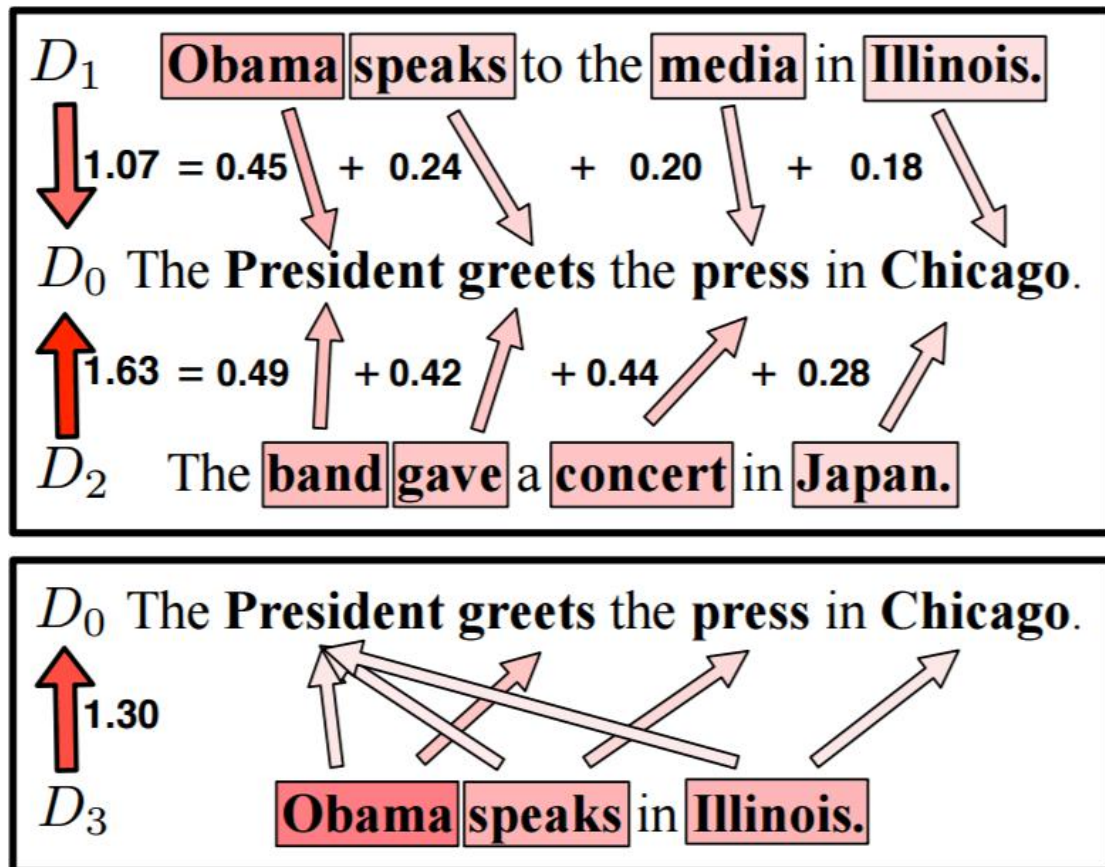 D1 Obama speaks to the media in Illinois.
1.07 = 0.45 + 0.24 + 0.20 + 0.18
D0 The President greets the press in Chicago.
1.63 = 0.49 + 0.42 + 0.44 + 0.28
D2 The band gave a concert in Japan.
D0 The President greets the press in Chicago.
1.30
D3 Obama speaks in Illinois.